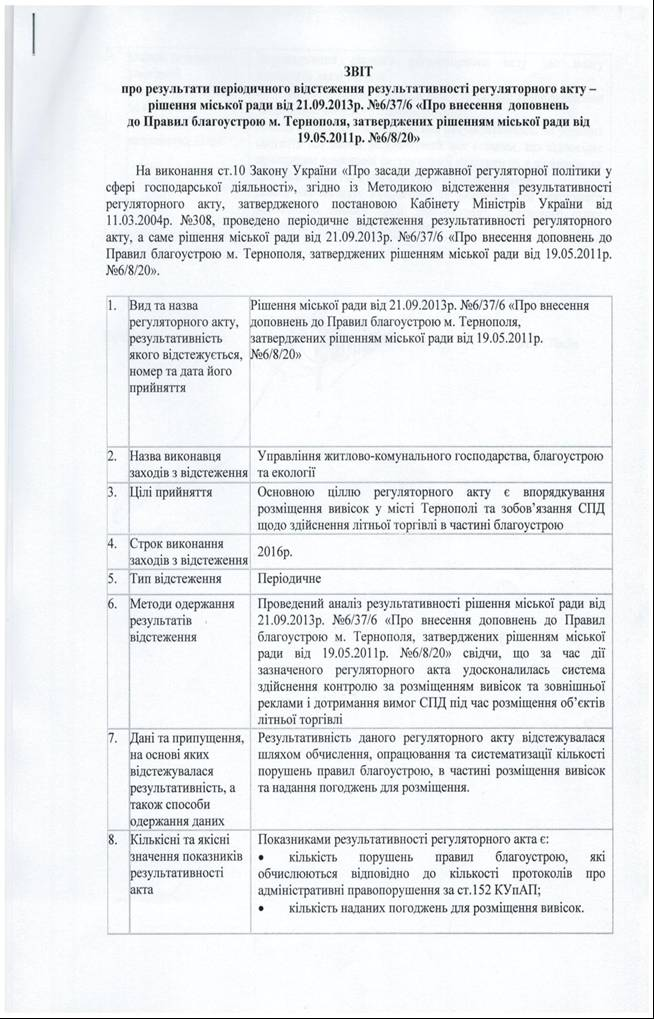 ЗВІТ
про результати періодичного відстеження результативності регуляторного акту –
рішення міської ради від 21.09.2013р. №6/37/6 «Про внесення доповнень
до Правил благоустрою м. Тернополя, затверджених рішенням міської ради від
19.05.2011р. №6/8/20»
На виконання ст.10 Закону України «Про засади державної регуляторної політики у
сфері господарської діяльності», згідно із Методикою відстеження результативності
регуляторного акту, затвердженого постановою Кабінету Міністрів України від
11.03.2004р. №308, проведено періодичне відстеження результативності регуляторного
акту, а саме рішення міської ради від 21.09.2013р. №6/37/6 «Про внесення доповнень до
Правил благоустрою м. Тернополя, затверджених рішенням міської ради від 19.05.2011р.
№6/8/20».
1. Вид та назва
регуляторного акту,
результативність
якого відстежується,
номер та дата його
прийняття
Рішення міської ради від 21.09.2013р. №6/37/6 «Про внесення
доповнень до Правил благоустрою м. Тернополя,
затверджених рішенням міської ради від 19.05.2011р.
№6/8/20»
2. Назва виконавця
заходів з відстеження
Управління житлово-комунального господарства, благоустрою
та екології
3. Цілі прийняття
Основною ціллю регуляторного акту є впорядкування
розміщення вивісок у місті Тернополі та зобов’язання СПД
щодо здійснення літньої торгівлі в частині благоустрою
4. Строк виконання
заходів з відстеження
2016р.
5. Тип відстеження
Періодичне
6. Методи одержання
результатів
відстеження
Проведений аналіз результативності рішення міської ради від
21.09.2013р. №6/37/6 «Про внесення доповнень до Правил
благоустрою м. Тернополя, затверджених рішенням міської
ради від 19.05.2011р. №6/8/20» свідчи, що за час дії
зазначеного регуляторного акта удосконалилась система
здійснення контролю за розміщенням вивісок та зовнішньої
реклами і дотримання вимог СПД під час розміщення об’єктів
літньої торгівлі
7. Дані та припущення,
на основі яких
відстежувалася
результативність, а
також способи
одержання даних
Результативність даного регуляторного акту відстежувалася
шляхом обчислення, опрацювання та систематизації кількості
порушень правил благоустрою, в частині розміщення вивісок
та надання погоджень для розміщення.
8. Кількісні та якісні
значення показників
результативності
акта
Показниками результативності регуляторного акта є:
• кількість порушень правил благоустрою, які
обчислюються відповідно до кількості протоколів про
адміністративні правопорушення за ст.152 КУпАП;
• кількість наданих погоджень для розміщення вивісок.